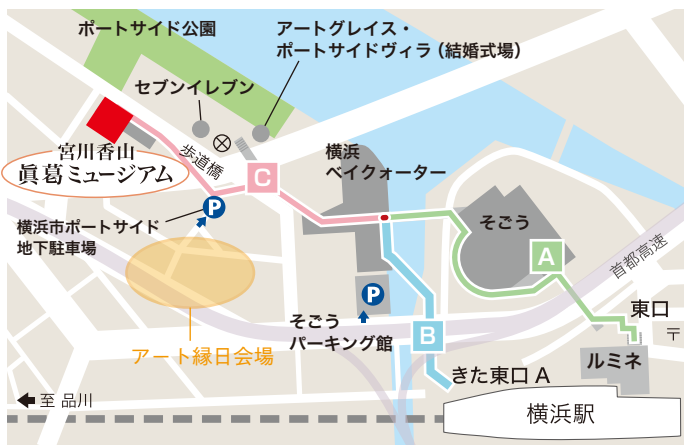 ポートサイド公園
アートグレイス・
ポートサイドヴィラ（結婚式場）
セブンイレブン
宮川香山
眞葛ミュージアム
歩道橋
横浜
ベイクォーター
C
そごう
A
首都高速
横浜市ポートサイド
地下駐車場
P
P
東口
〒
そごう
パーキング館
B
ルミネ
アート縁日会場
きた東口 A
至 品川
横浜駅